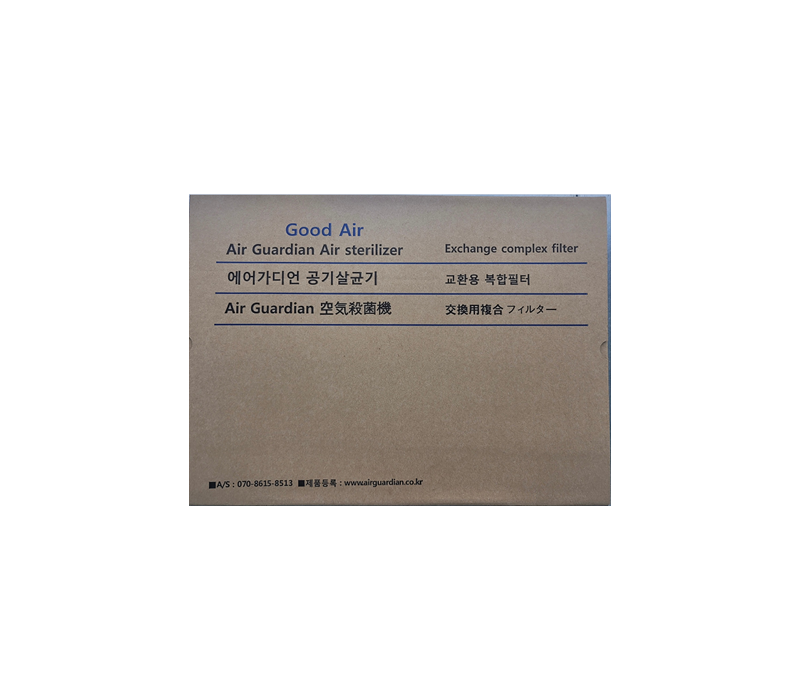 Good Air
Air Guardian Air sterilizer Exchange complex filter
에어가디언 공기살균기 교환용 복합필터
Air Guardian 空気殺菌機 交換用複合 フィルター
■A/S : 070-8615-8513 ■제품등록 : www.airguardian.co.kr